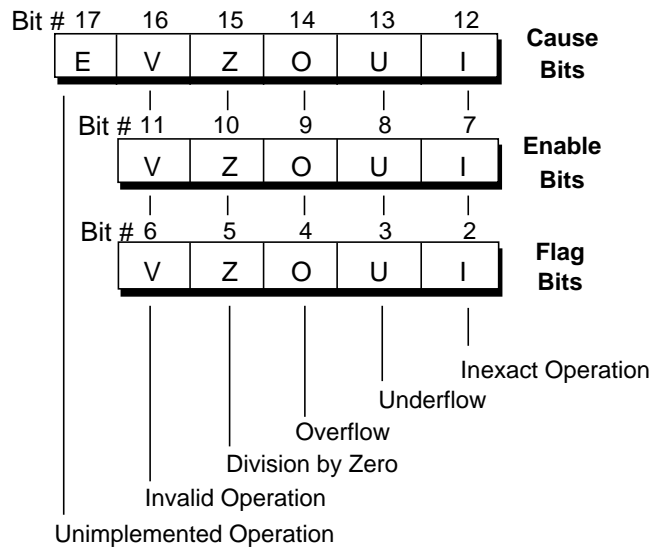 Bit # 17 16 15 14 13 12
E V Z O U I
Cause
Bits
Bit # 11 10 9 8 7
V Z O U I
Enable
Bits
Bit # 6 5 4 3 2
V Z O U I
Flag
Bits
Inexact Operation
Underflow
Overflow
Division by Zero
Invalid Operation
Unimplemented Operation